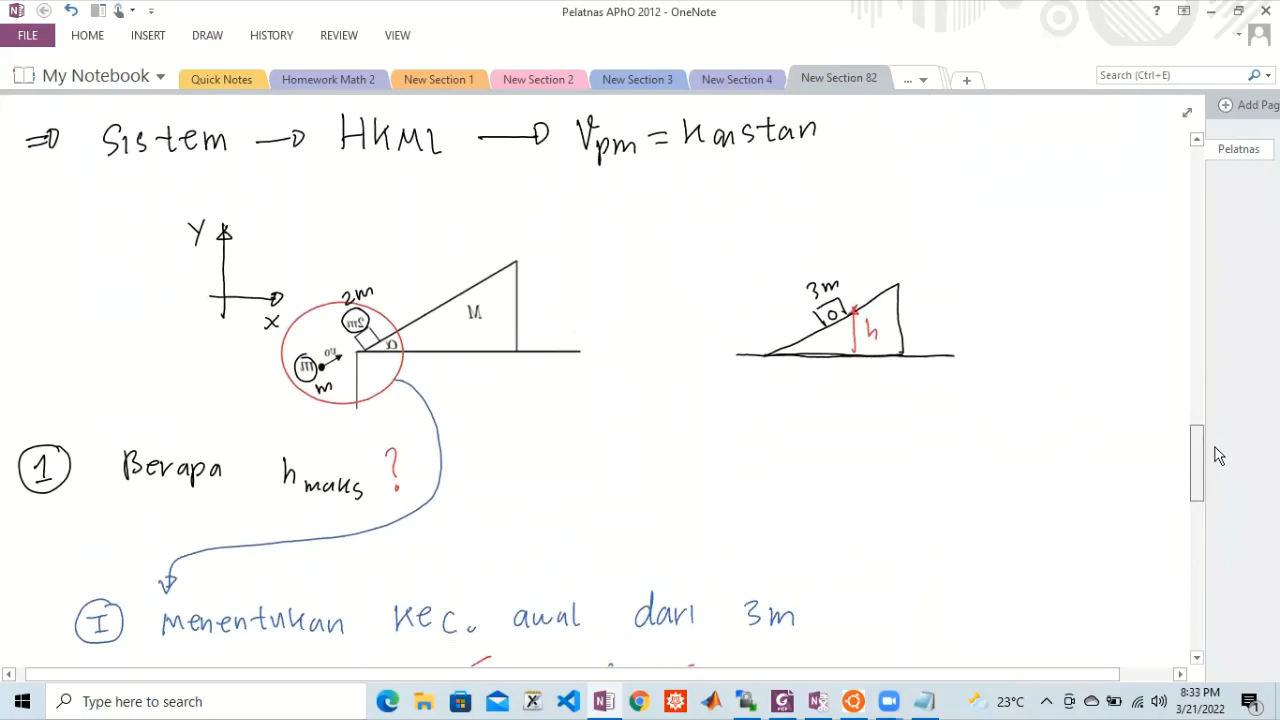 Pelatnas APhO 2012 - OneNote
FILE HOME INSERT DRAW HISTORY REVIEW VIEW
My Notebook Quick Notes Homework Math 2 New Section 1 New Section 2 New Section 3 New Section 4 New Section 82 ... + Search (Ctrl+E)
Add Pag
Pelatnas
⇒ Sistem → HKML → Vpm = Konstan
Y
X
2m
2m
M
α
m
v0
m
3m
h
1 Berapa hmaks ?
I menentukan kec. awal dari 3m
Type here to search
23°C
8:33 PM
3/21/2022